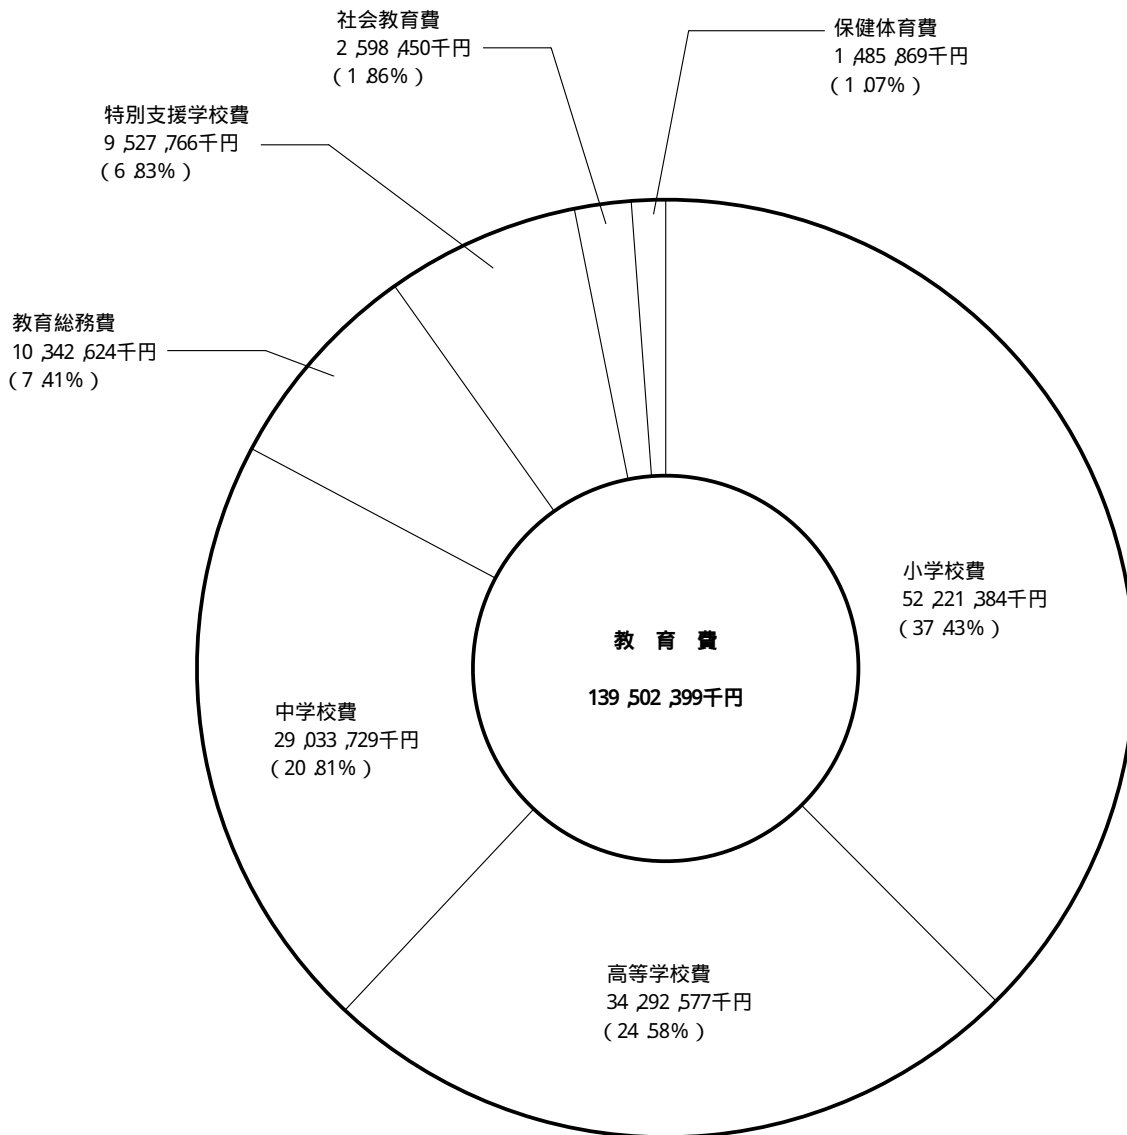 社会教育費
2,598,450千円
(1.86%)
保健体育費
1,485,869千円
(1.07%)
特別支援学校費
9,527,766千円
(6.83%)
教育総務費
10,342,624千円
(7.41%)
小学校費
52,221,384千円
(37.43%)
教 育 費
139,502,399千円
中学校費
29,033,729千円
(20.81%)
高等学校費
34,292,577千円
(24.58%)